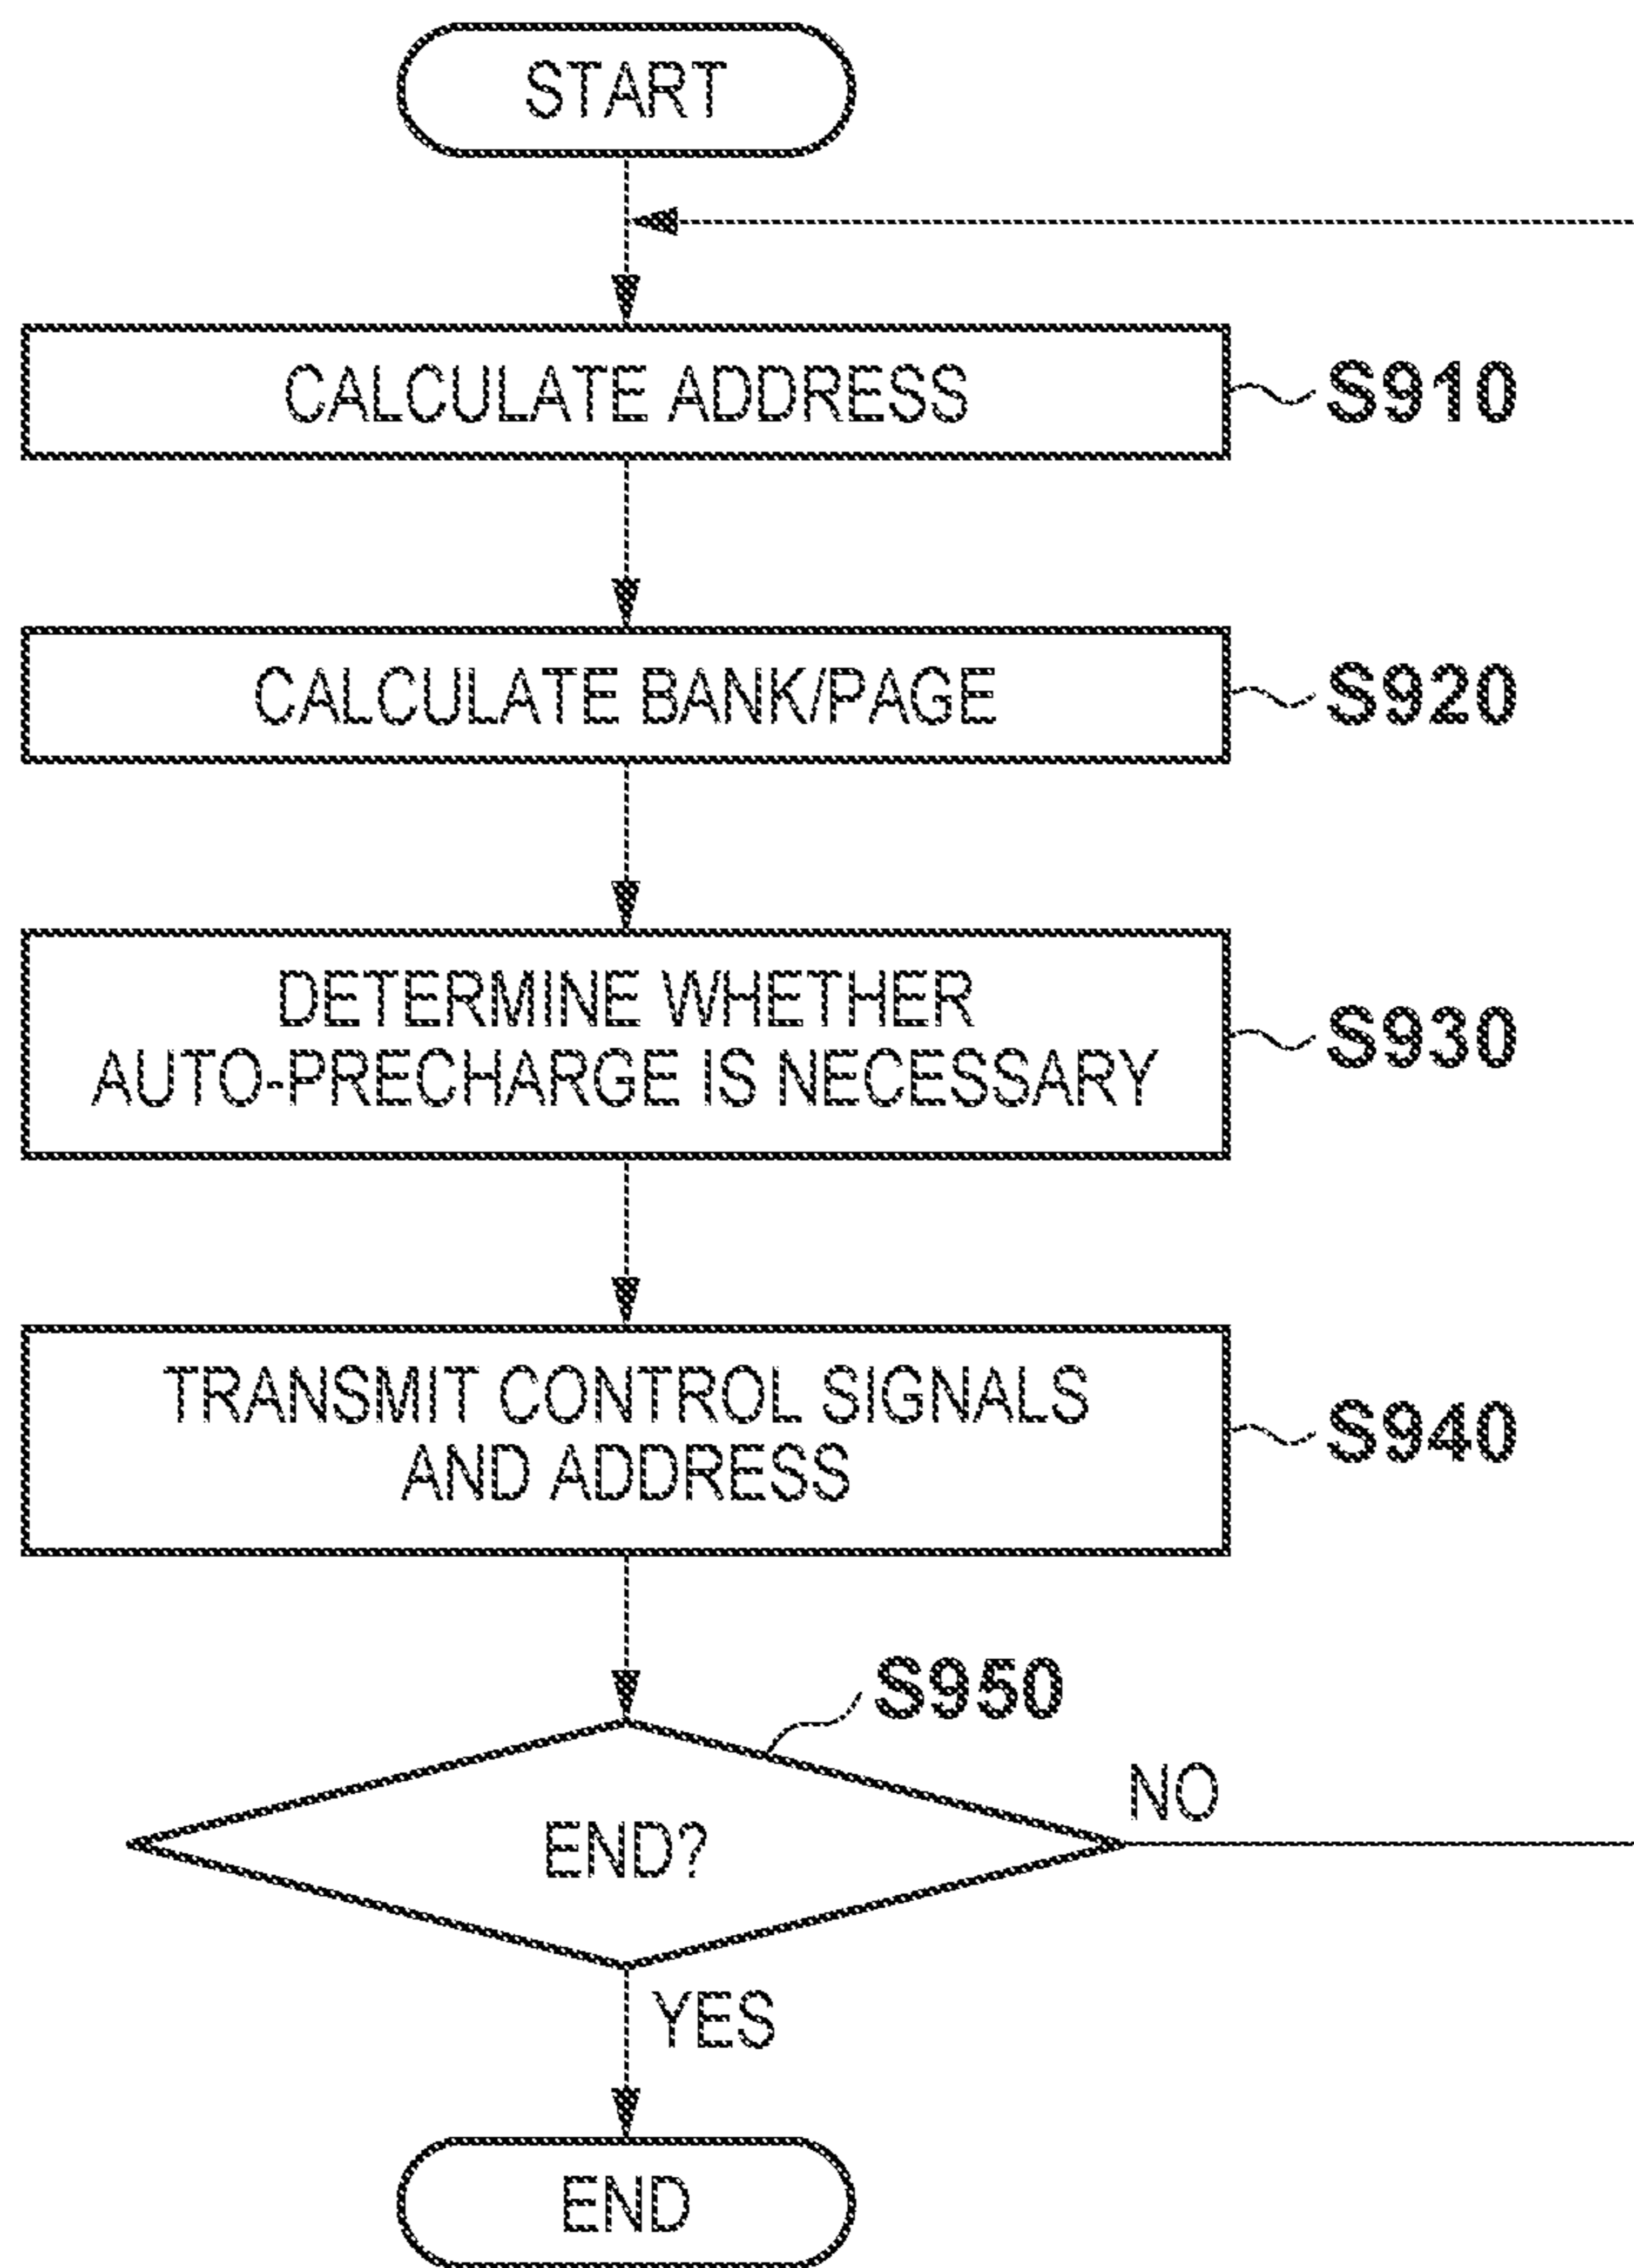 START
CALCULATE ADDRESS
S910
CALCULATE BANK/PAGE
S920
DETERMINE WHETHER
AUTO-PRECHARGE IS NECESSARY
S930
TRANSMIT CONTROL SIGNALS
AND ADDRESS
S940
S950
END?
NO
YES
END